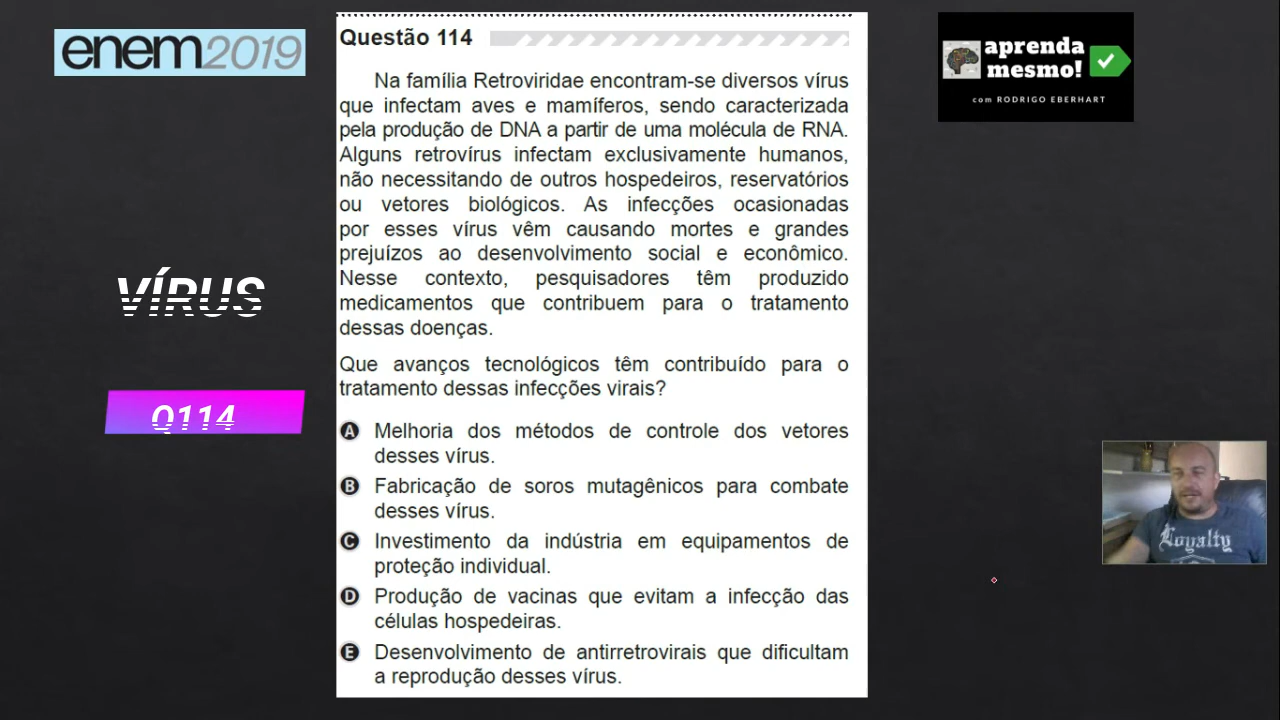 enem2019
Questão 114
aprenda
mesmo!
com RODRIGO EBERHART
Na família Retroviridae encontram-se diversos vírus
que infectam aves e mamíferos, sendo caracterizada
pela produção de DNA a partir de uma molécula de RNA.
Alguns retrovírus infectam exclusivamente humanos,
não necessitando de outros hospedeiros, reservatórios
ou vetores biológicos. As infecções ocasionadas
por esses vírus vêm causando mortes e grandes
prejuízos ao desenvolvimento social e econômico.
Nesse contexto, pesquisadores têm produzido
medicamentos que contribuem para o tratamento
dessas doenças.
Que avanços tecnológicos têm contribuído para o
tratamento dessas infecções virais?
A Melhoria dos métodos de controle dos vetores
desses vírus.
B Fabricação de soros mutagênicos para combate
desses vírus.
C Investimento da indústria em equipamentos de
proteção individual.
D Produção de vacinas que evitam a infecção das
células hospedeiras.
E Desenvolvimento de antirretrovirais que dificultam
a reprodução desses vírus.
VÍRUS
Q114
Loyalty